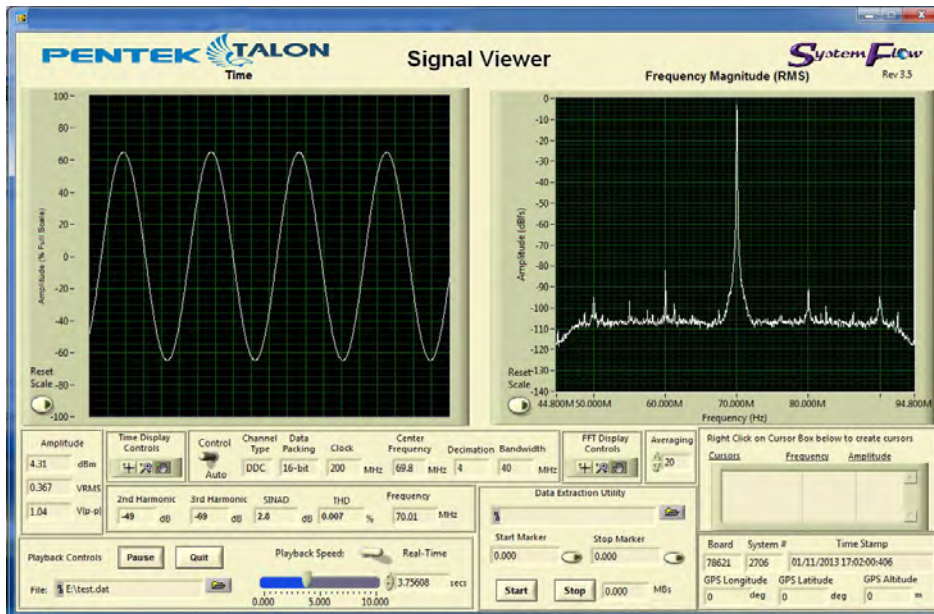 PENTEK TALON
Signal Viewer
System Flow
Rev 3.5
Time
Amplitude (% Full Scale)
100
80
60
40
20
0
-20
-40
-60
-80
-100
Reset
Scale
Frequency Magnitude (RMS)
Amplitude (dBfs)
0
-10
-20
-30
-40
-50
-60
-70
-80
-90
-100
-110
-120
-130
-140
Reset
Scale
44.800M 50.000M 60.000M 70.000M 80.000M 94.800M
Frequency (Hz)
Amplitude
4.31 dBm
0.367 VRMS
1.04 V(p-p)
Time Display
Controls
Control
Auto
Channel Type
DDC
Data Packing
16-bit
Clock
200 MHz
Center Frequency
69.8 MHz
Decimation
4
Bandwidth
40 MHz
FFT Display
Controls
Averaging
20
2nd Harmonic
-49 dB
3rd Harmonic
-69 dB
SINAD
2.8 dB
THD
0.007 %
Frequency
70.01 MHz
Data Extraction Utility
Start Marker
0.000
Stop Marker
0.000
Start Stop 0.000 MBs
Right Click on Cursor Box below to create cursors
Cursors Frequency Amplitude
Playback Controls Pause Quit
File: E:\test.dat
Playback Speed: Real-Time
0.000 5.000 10.000
3.75608 secs
Board System # Time Stamp
78621 2706 01/11/2013 17:02:00:406
GPS Longitude GPS Latitude GPS Altitude
0 deg 0 deg 0 m